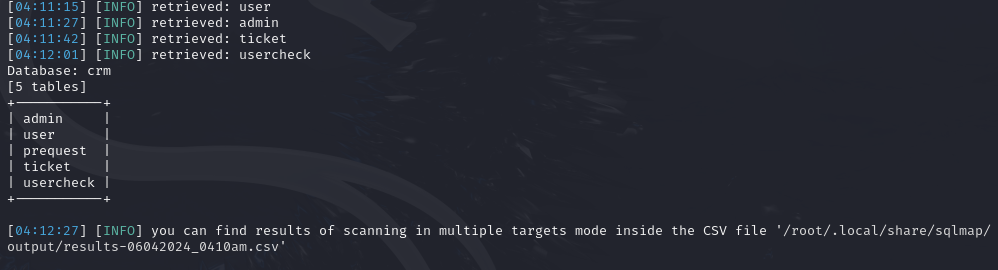 [04:11:15] [INFO] retrieved: user
[04:11:27] [INFO] retrieved: admin
[04:11:42] [INFO] retrieved: ticket
[04:12:01] [INFO] retrieved: usercheck
Database: crm
[5 tables]
+-----------+
| admin     |
| user      |
| prequest  |
| ticket    |
| usercheck |
+-----------+
[04:12:27] [INFO] you can find results of scanning in multiple targets mode inside the CSV file '/root/.local/share/sqlmap/
output/results-06042024_0410am.csv'